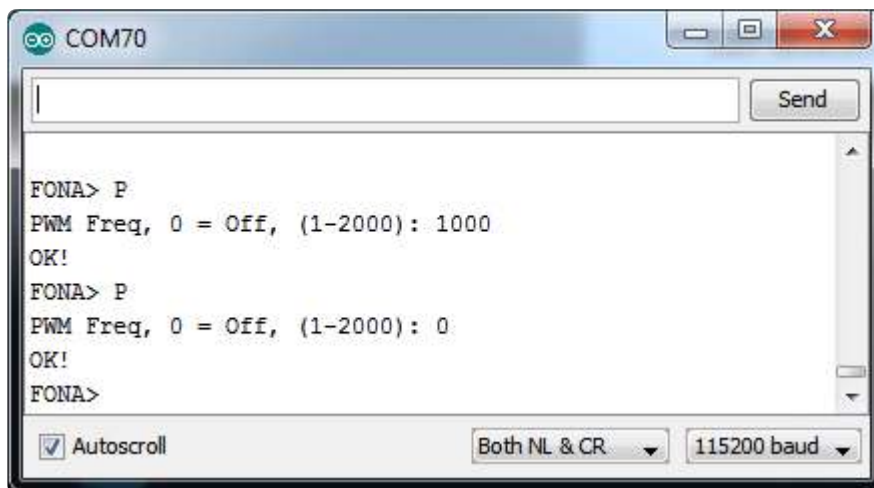 COM70
Send
FONA> P
PWM Freq, 0 = Off, (1-2000): 1000
OK!
FONA> P
PWM Freq, 0 = Off, (1-2000): 0
OK!
FONA>
Autoscroll
Both NL & CR
115200 baud